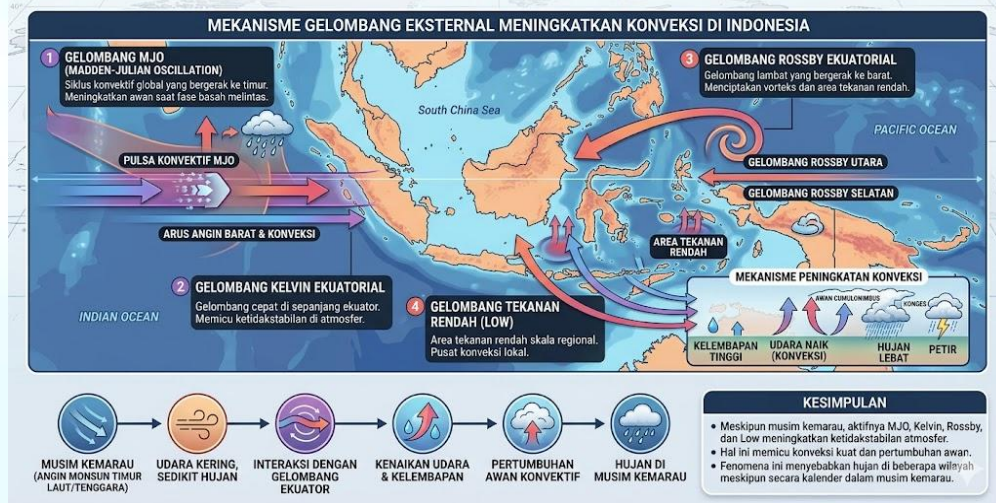 MEKANISME GELOMBANG EKSTERNAL MENINGKATKAN KONVEKSI DI INDONESIA
1
GELOMBANG MJO
(MADDEN-JULIAN OSCILLATION)
Siklus konvektif global yang bergerak ke timur.
Meningkatkan awan saat fase basah melintas.
PULSA KONVEKTIF MJO
ARUS ANGIN BARAT & KONVEKSI
2
GELOMBANG KELVIN EKUATORIAL
Gelombang cepat di sepanjang ekuator.
Memicu ketidakstabilan di atmosfer.
INDIAN OCEAN
South China Sea
3
GELOMBANG ROSSBY EKUATORIAL
Gelombang lambat yang bergerak ke barat.
Menciptakan vorteks dan area tekanan rendah.
PACIFIC OCEAN
GELOMBANG ROSSBY UTARA
GELOMBANG ROSSBY SELATAN
AREA TEKANAN
RENDAH
4
GELOMBANG TEKANAN
RENDAH (LOW)
Area tekanan rendah skala regional.
Pusat konveksi lokal.
MEKANISME PENINGKATAN KONVEKSI
AWAN CUMULONIMBUS
KONGES
KELEMBAPAN
TINGGI
UDARA NAIK
(KONVEKSI)
HUJAN
LEBAT
PETIR
MUSIM KEMARAU
(ANGIN MONSUN TIMUR
LAUT/TENGGARA)
UDARA KERING,
SEDIKIT HUJAN
INTERAKSI DENGAN
GELOMBANG
EKUATOR
KENAIKAN UDARA
& KELEMBAPAN
PERTUMBUHAN
AWAN KONVEKTIF
HUJAN DI
MUSIM KEMARAU
KESIMPULAN
• Meskipun musim kemarau, aktifnya MJO, Kelvin, Rossby,
dan Low meningkatkan ketidakstabilan atmosfer.
• Hal ini memicu konveksi kuat dan pertumbuhan awan.
• Fenomena ini menyebabkan hujan di beberapa wilayah
meskipun secara kalender dalam musim kemarau.